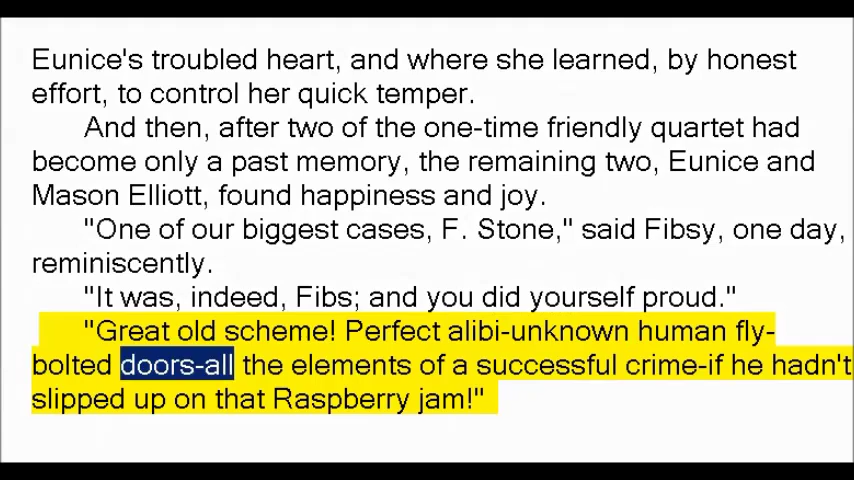 Eunice's troubled heart, and where she learned, by honest
effort, to control her quick temper.
And then, after two of the one-time friendly quartet had
become only a past memory, the remaining two, Eunice and
Mason Elliott, found happiness and joy.
"One of our biggest cases, F. Stone," said Fibsy, one day,
reminiscently.
"It was, indeed, Fibs; and you did yourself proud."
"Great old scheme! Perfect alibi-unknown human fly-
bolted doors-all the elements of a successful crime-if he hadn't
slipped up on that Raspberry jam!"